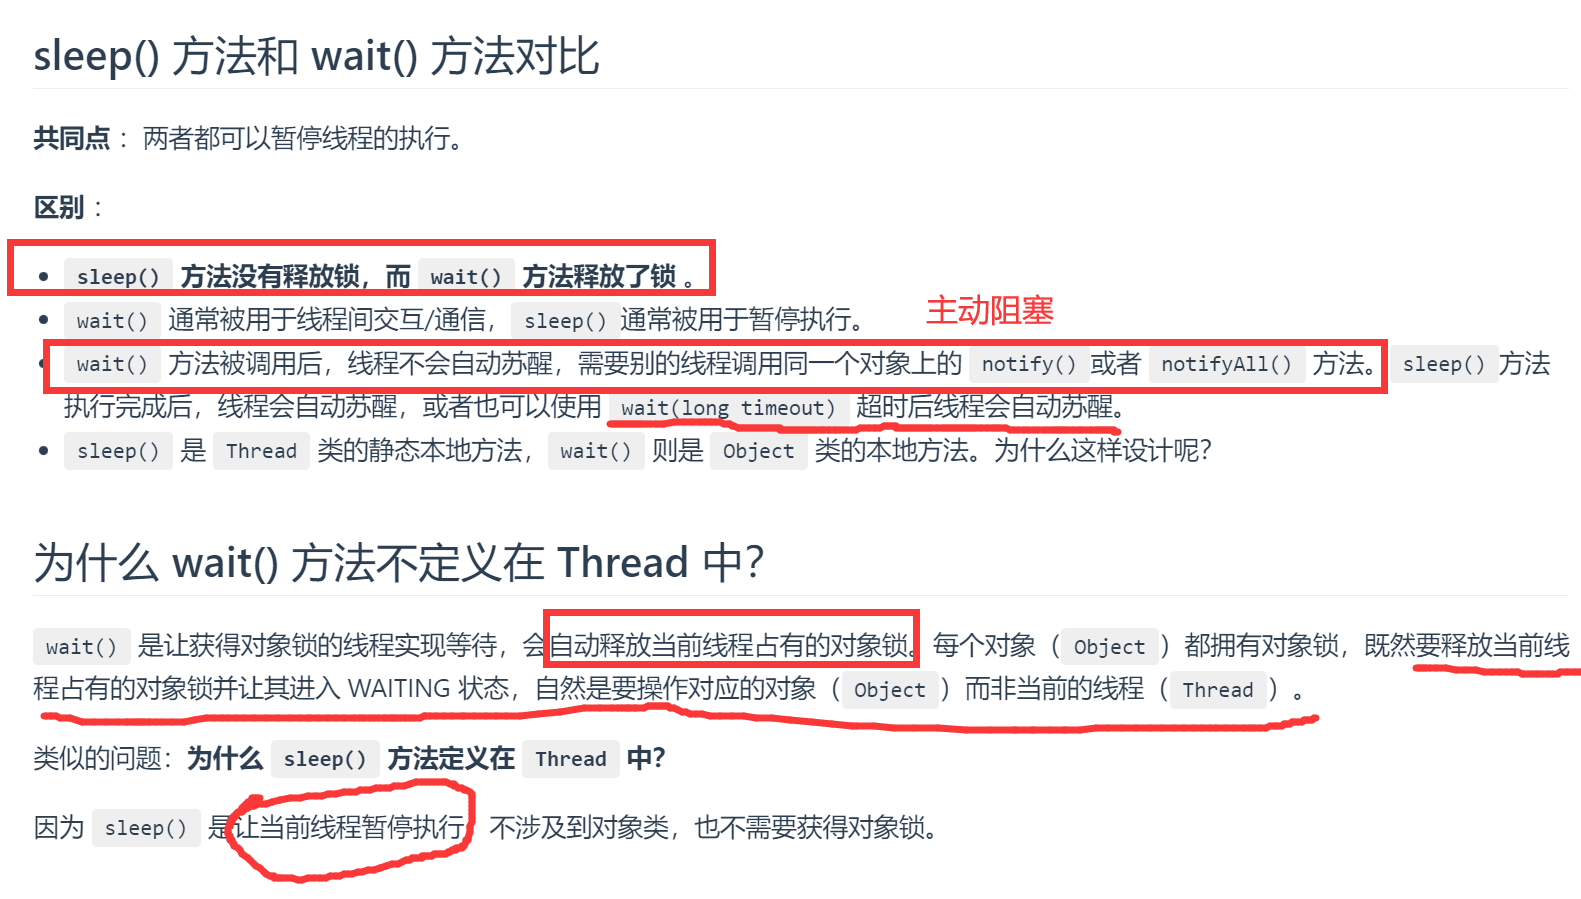 sleep() 方法和 wait() 方法对比
共同点 ：两者都可以暂停线程的执行。
区别 ：
sleep() 方法没有释放锁，而 wait() 方法释放了锁 。
wait() 通常被用于线程间交互/通信，sleep()通常被用于暂停执行。
主动阻塞
wait() 方法被调用后，线程不会自动苏醒，需要别的线程调用同一个对象上的 notify()或者 notifyAll() 方法。sleep()方法
执行完成后，线程会自动苏醒，或者也可以使用 wait(long timeout) 超时后线程会自动苏醒。
sleep() 是 Thread 类的静态本地方法，wait() 则是 Object 类的本地方法。为什么这样设计呢？
为什么 wait() 方法不定义在 Thread 中？
wait() 是让获得对象锁的线程实现等待，会自动释放当前线程占有的对象锁。每个对象（Object）都拥有对象锁，既然要释放当前线
程占有的对象锁并让其进入 WAITING 状态，自然是要操作对应的对象（Object）而非当前的线程（Thread）。
类似的问题：为什么 sleep() 方法定义在 Thread 中？
因为 sleep() 是让当前线程暂停执行，不涉及到对象类，也不需要获得对象锁。